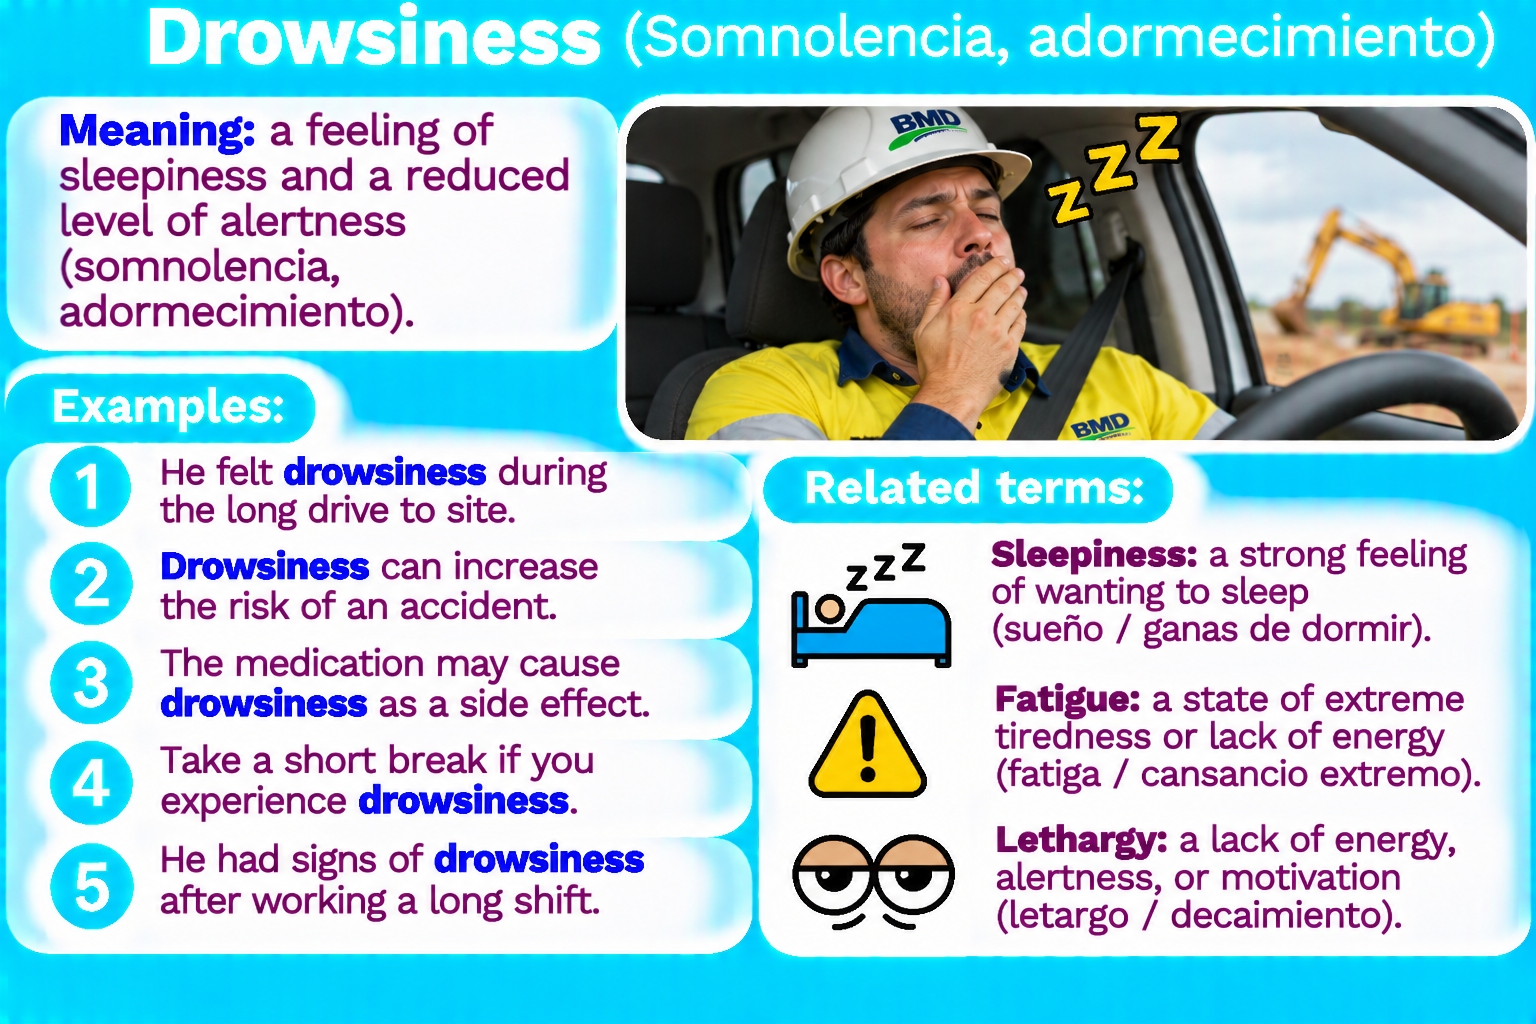 Drowsiness (Somnolencia, adormecimiento)
Meaning: a feeling of
sleepiness and a reduced
level of alertness
(somnolencia,
adormecimiento).
BMD
z z z
BMD
Examples:
1 He felt drowsiness during
the long drive to site.
2 Drowsiness can increase
the risk of an accident.
3 The medication may cause
drowsiness as a side effect.
4 Take a short break if you
experience drowsiness.
5 He had signs of drowsiness
after working a long shift.
Related terms:
z z z
Sleepiness: a strong feeling
of wanting to sleep
(sueño / ganas de dormir).
!
Fatigue: a state of extreme
tiredness or lack of energy
(fatiga / cansancio extremo).
Lethargy: a lack of energy,
alertness, or motivation
(letargo / decaimiento).